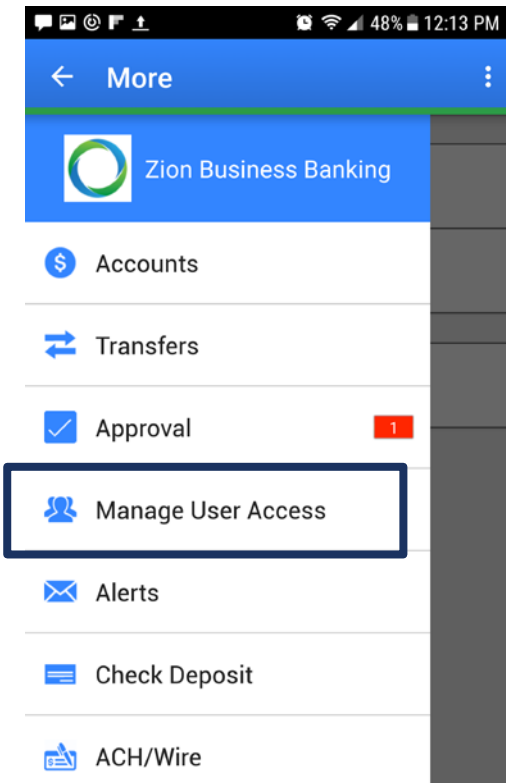 48% 12:13 PM
More
Zion Business Banking
$ Accounts
Transfers
Approval 1
Manage User Access
Alerts
Check Deposit
$ ACH/Wire